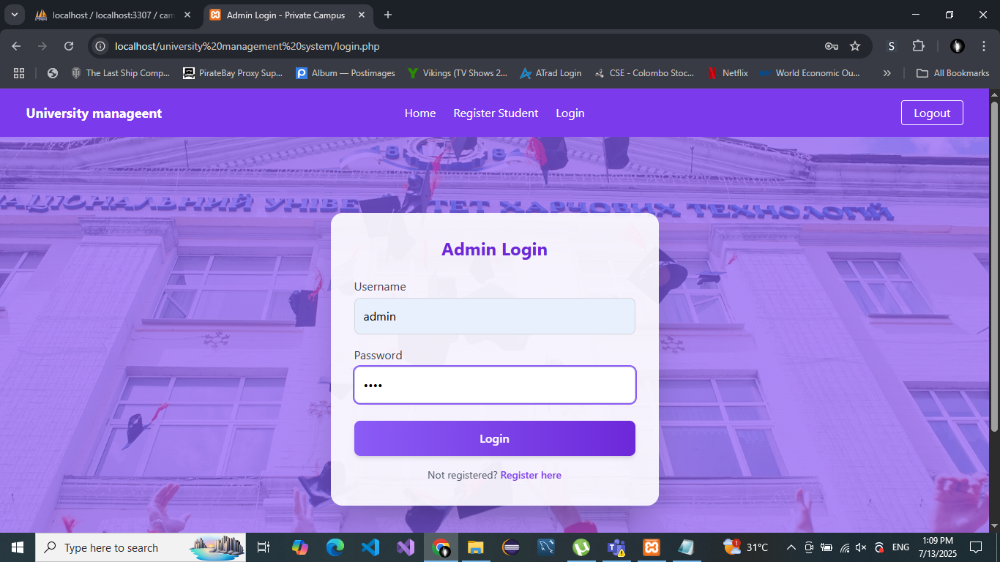 localhost / localhost:3307 / cam
Admin Login - Private Campus
localhost/university%20management%20system/login.php
S
The Last Ship Comp...
PirateBay Proxy Sup...
Album — Postimages
Vikings (TV Shows 2...
ATrad Login
CSE - Colombo Stoc...
Netflix
World Economic Ou...
»
All Bookmarks
University manageent
Home
Register Student
Login
Logout
НАЦІОНАЛЬНИЙ УНІВЕ ТЕТ ХАРЧОВИХ ТЕХНОЛОГІЙ
Admin Login
Username
admin
Password
Login
Not registered? Register here
Type here to search
31°C
ENG
1:09 PM
7/13/2025